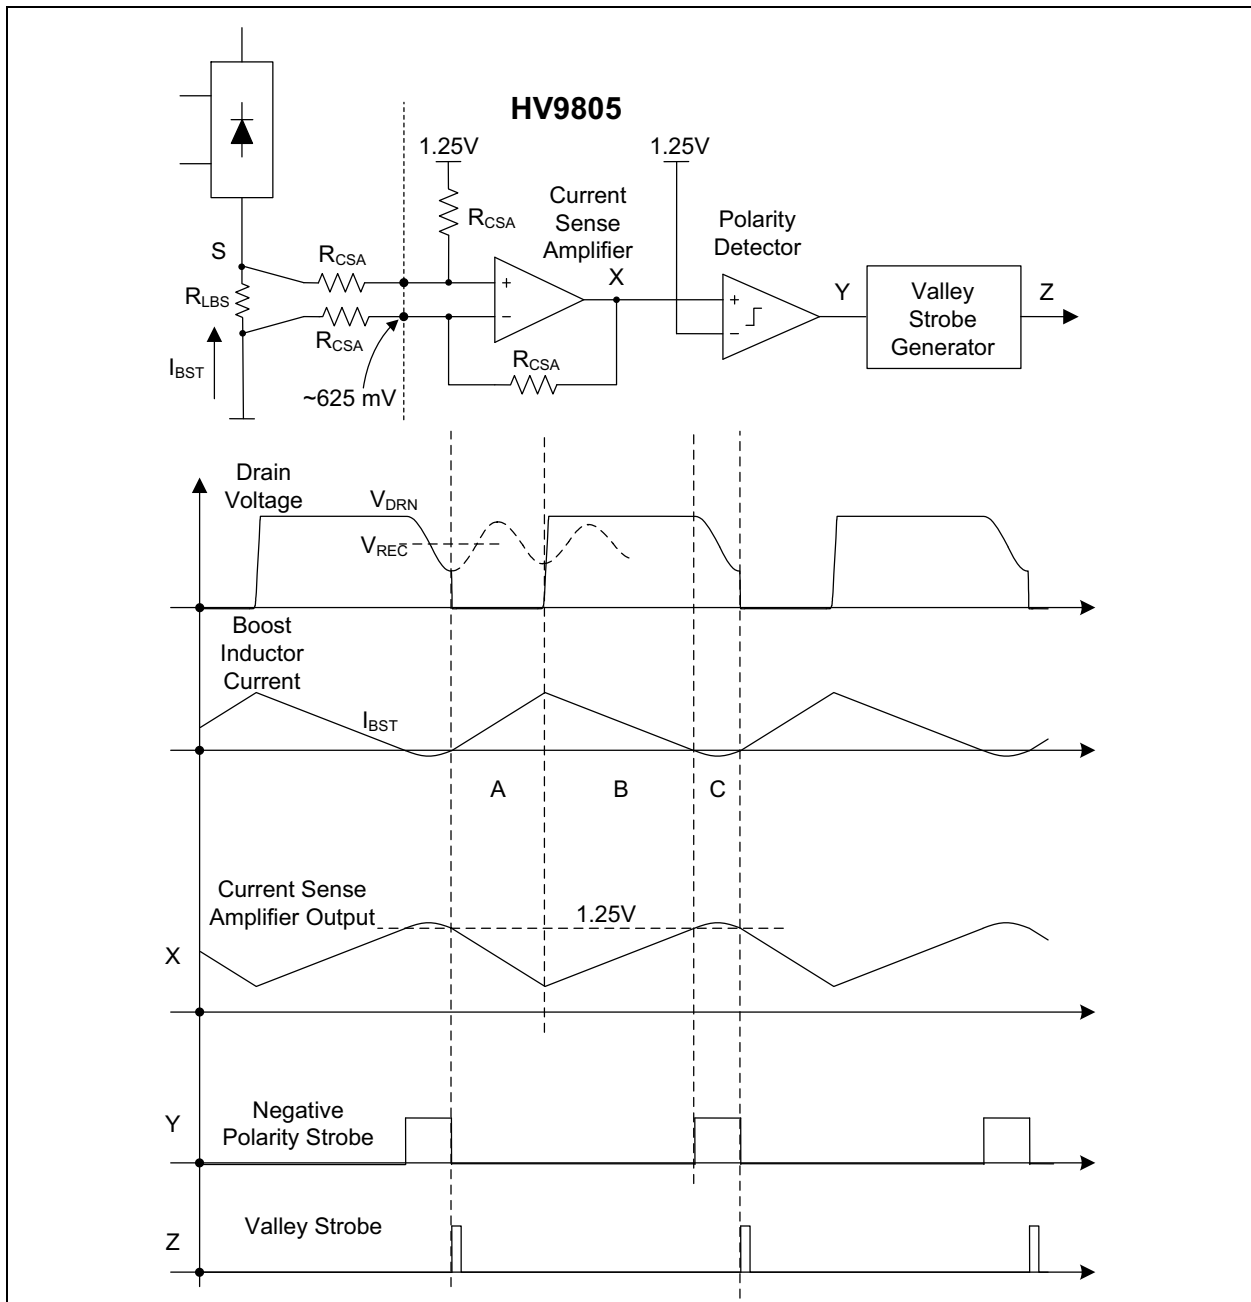 HV9805
1.25V
1.25V
RCSA
Current
Sense
Amplifier
Polarity
Detector
S
RCSA
X
RLBS
Y
Valley
Strobe
Generator
Z
RCSA
RCSA
IBST
~625 mV
+
−
+
−
Drain
Voltage
VDRN
VREC
Boost
Inductor
Current
IBST
A
B
C
Current Sense
Amplifier Output
1.25V
X
Y
Negative
Polarity Strobe
Z
Valley Strobe